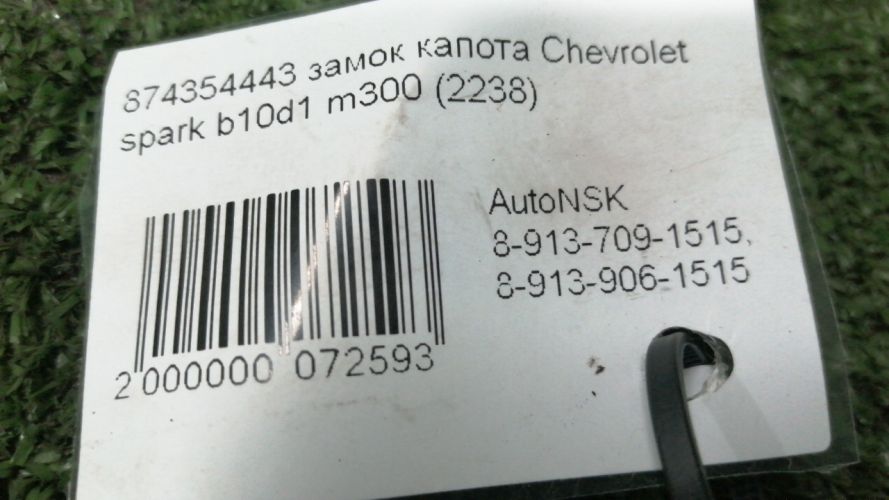 874354443 замок капота Chevrolet
spark b10d1 m300 (2238)
AutoNSK
8-913-709-1515,
8-913-906-1515
2 000000 072593